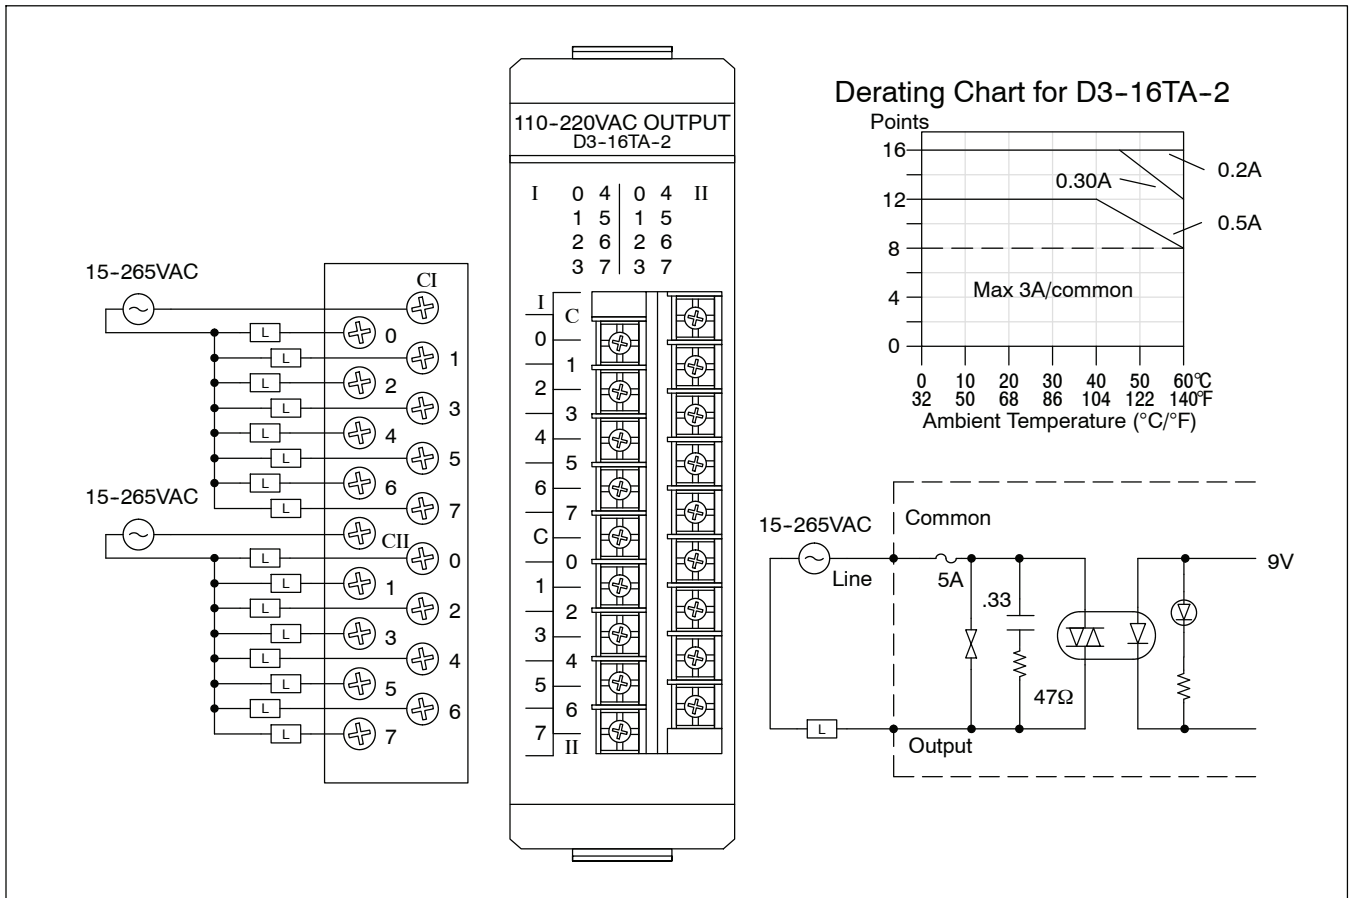 15-265VAC
CI
L
0
L
1
L
2
L
3
L
4
L
5
L
6
L
7
15-265VAC
CII
L
0
L
1
L
2
L
3
L
4
L
5
L
6
L
7
110-220VAC OUTPUT
D3-16TA-2
I 0 4 0 4 II
1 5 1 5
2 6 2 6
3 7 3 7
I
C
0
1
2
3
4
5
6
7
C
0
1
2
3
4
5
6
7
II
Derating Chart for D3-16TA-2
Points
16
12
8
4
0
0.2A
0.30A
0.5A
Max 3A/common
0 10 20 30 40 50 60°C
32 50 68 86 104 122 140°F
Ambient Temperature (°C/°F)
15-265VAC
Common
Line
5A
.33
47Ω
9V
L
Output